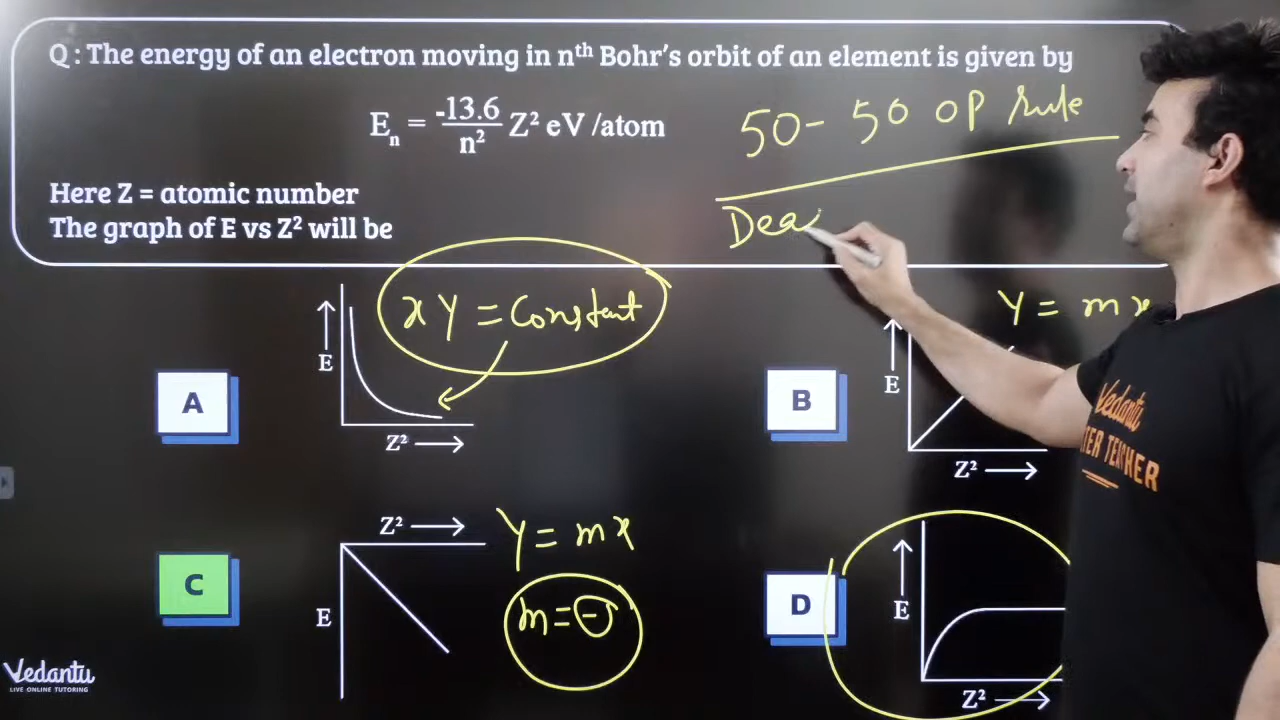 Q : The energy of an electron moving in nᵗʰ Bohr's orbit of an element is given by
Eₙ = -13.6/n² Z² eV /atom
50 - 50 OP rule
Here Z = atomic number
The graph of E vs Z² will be
x y = Constant
Y = m x
A
E
Z²
B
E
Z²
C
Z²
E
Y = m x
m = -
D
E
Z²
Vedantu
TER TEACHER
Vedantu
LIVE ONLINE TUTORING